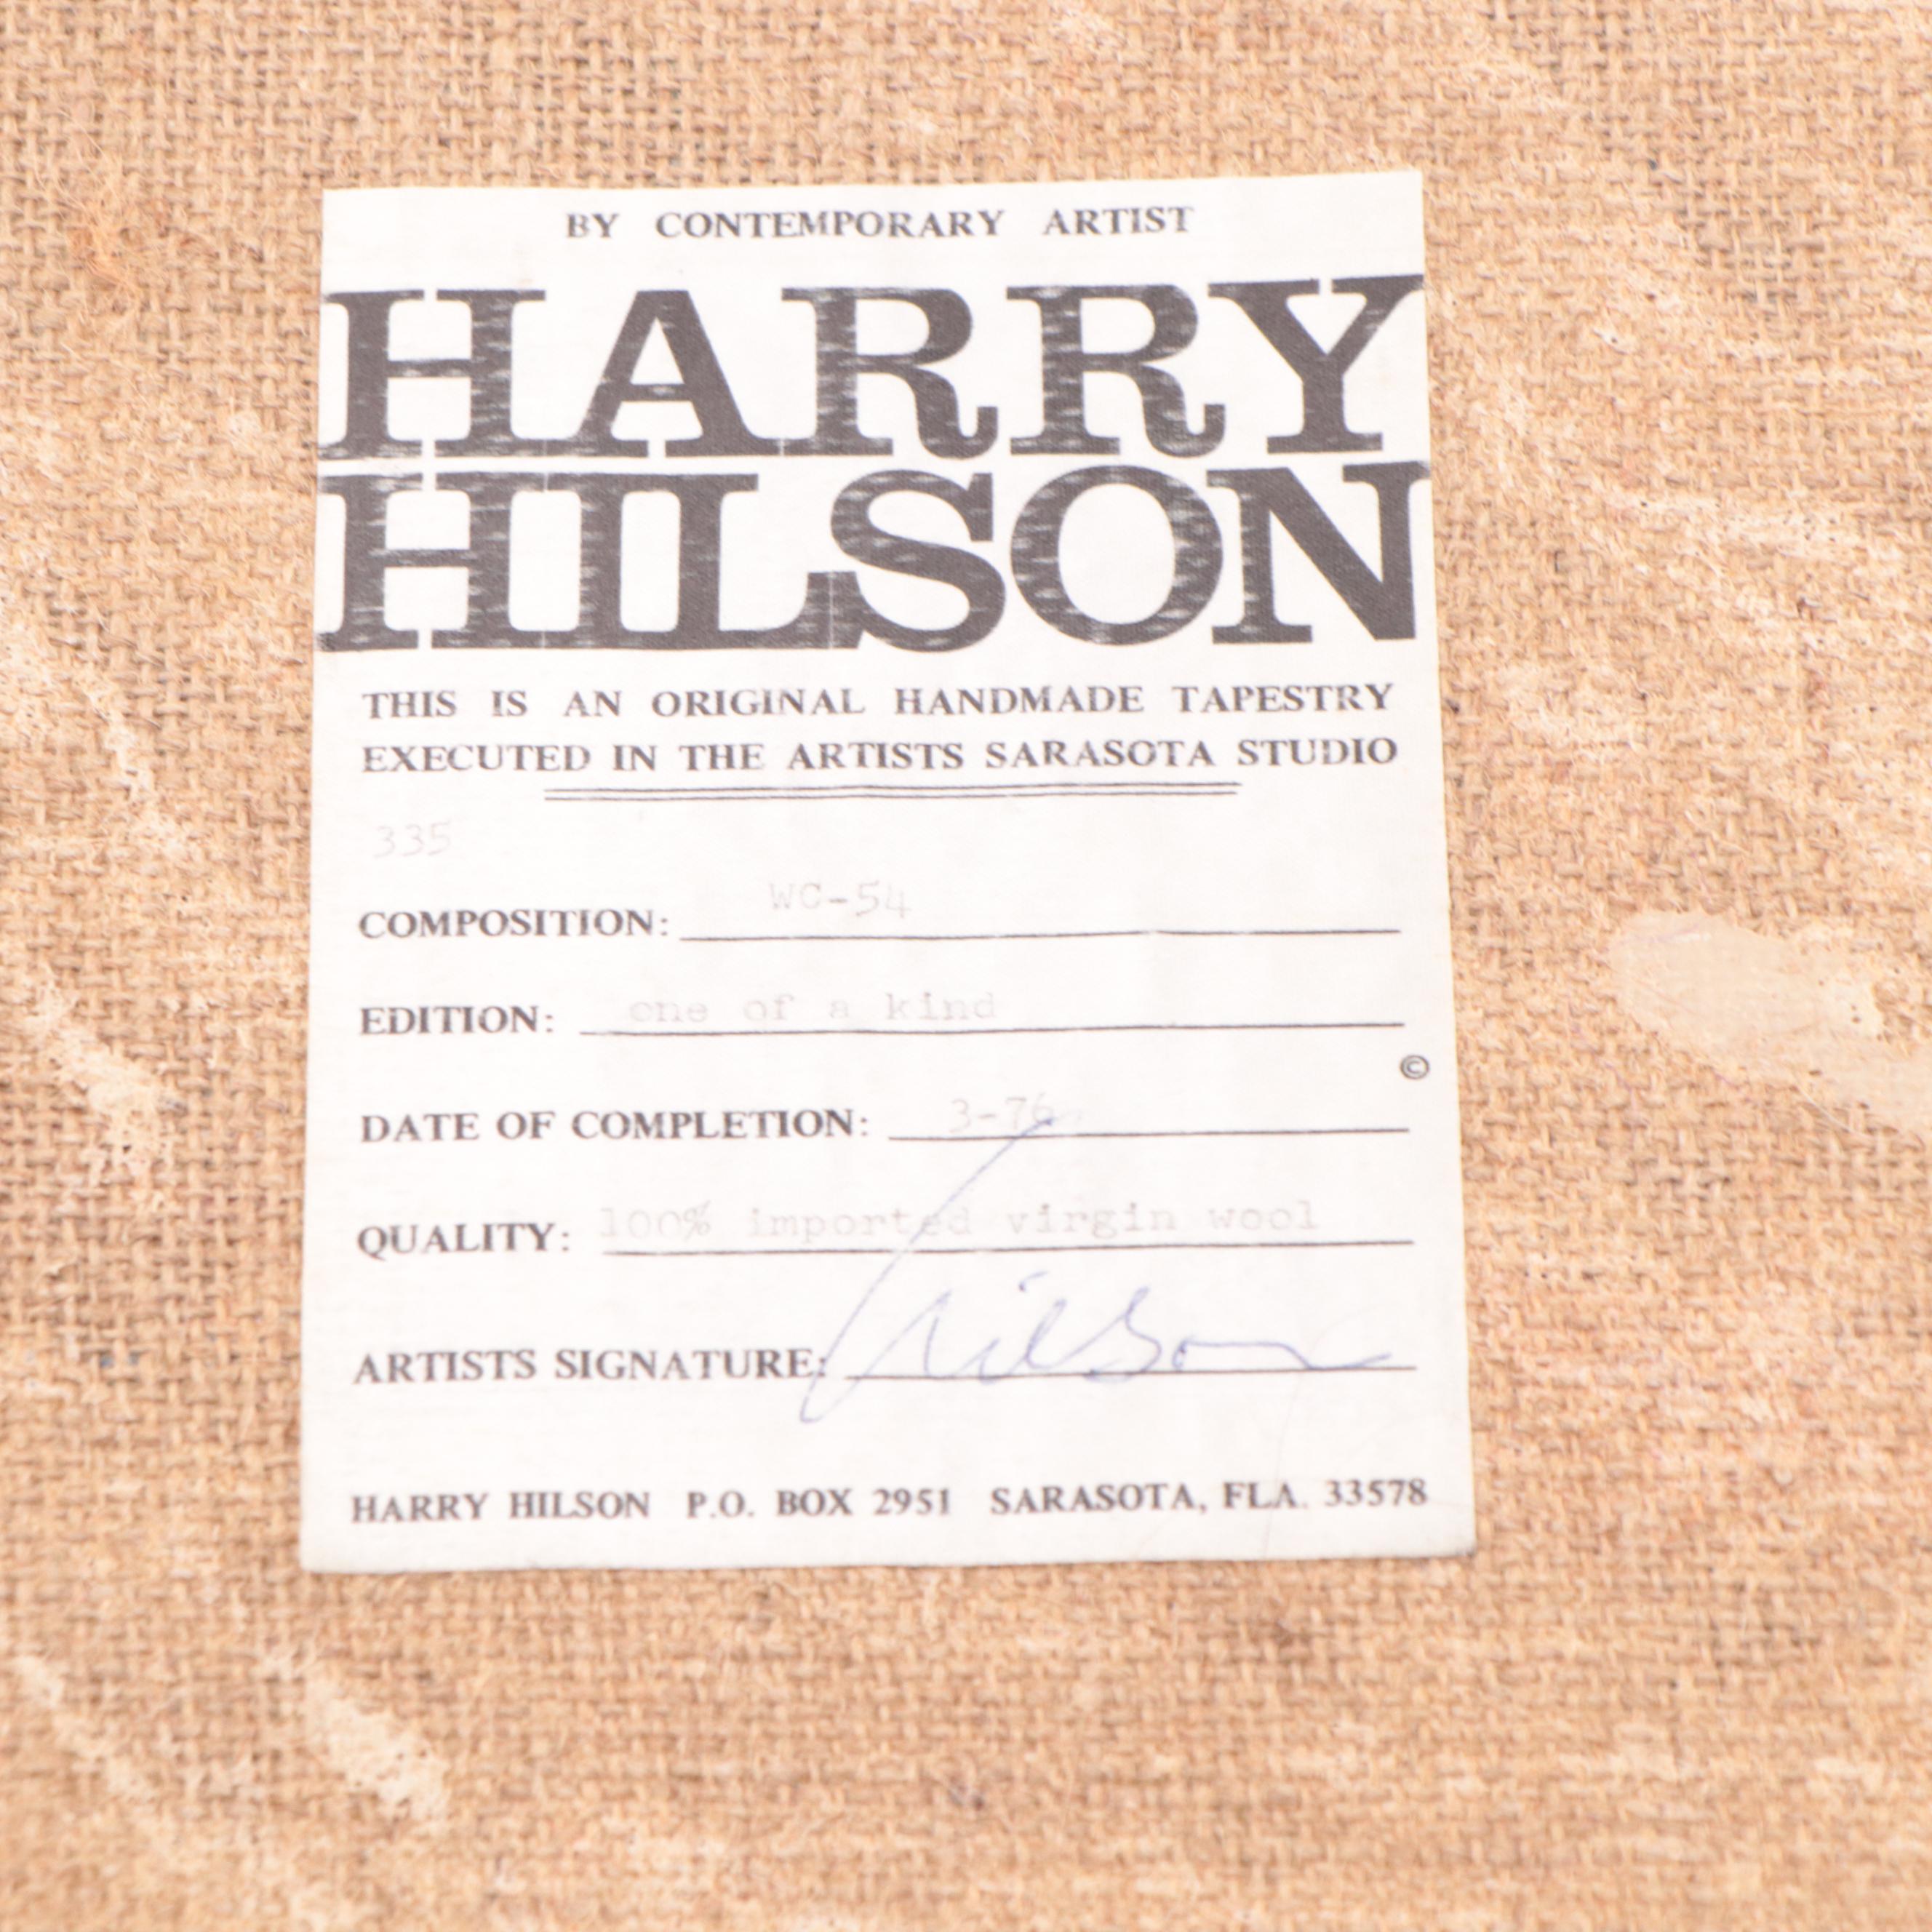 BY CONTEMPORARY ARTIST
HARRY
HILSON
THIS IS AN ORIGINAL HANDMADE TAPESTRY
EXECUTED IN THE ARTISTS SARASOTA STUDIO
335
COMPOSITION: WC-54
EDITION: one of a kind
©
DATE OF COMPLETION: 3-76
QUALITY: 100% imported virgin wool
ARTISTS SIGNATURE: Hilson
HARRY HILSON P.O. BOX 2951 SARASOTA, FLA. 33578